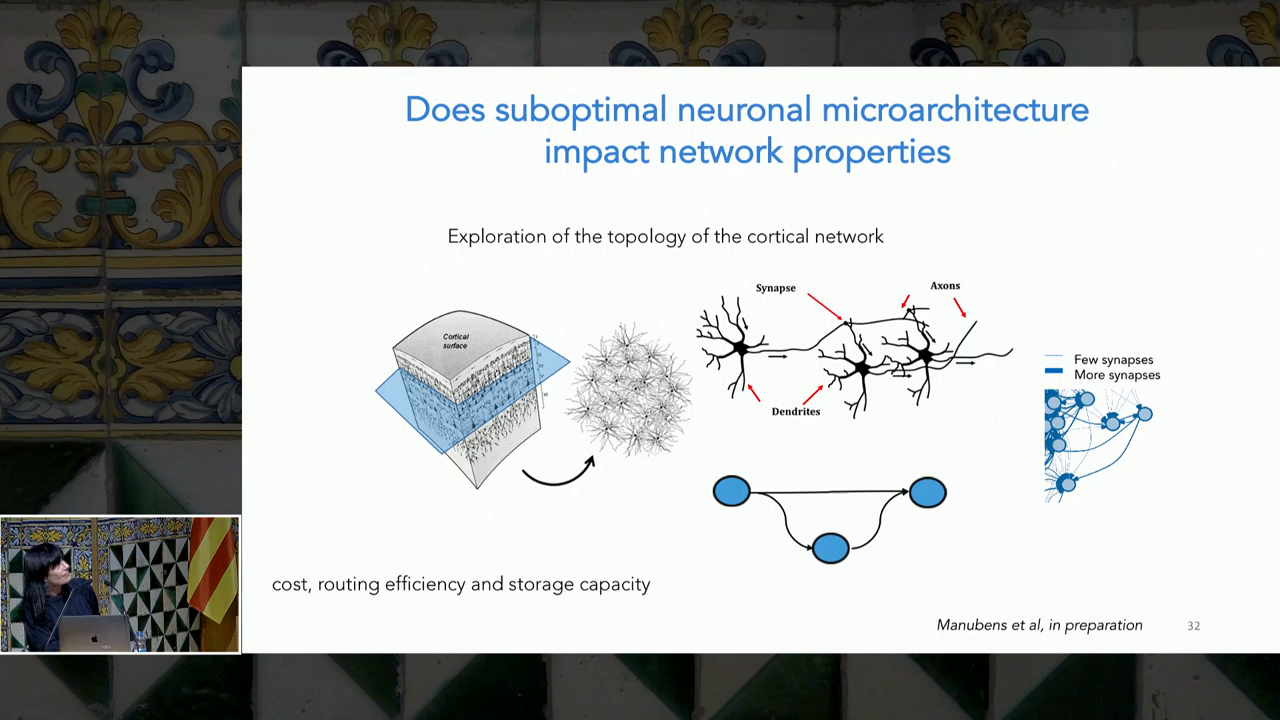 Does suboptimal neuronal microarchitecture
impact network properties
Exploration of the topology of the cortical network
Synapse
Axons
Cortical
surface
Dendrites
Few synapses
More synapses
cost, routing efficiency and storage capacity
Manubens et al, in preparation
32